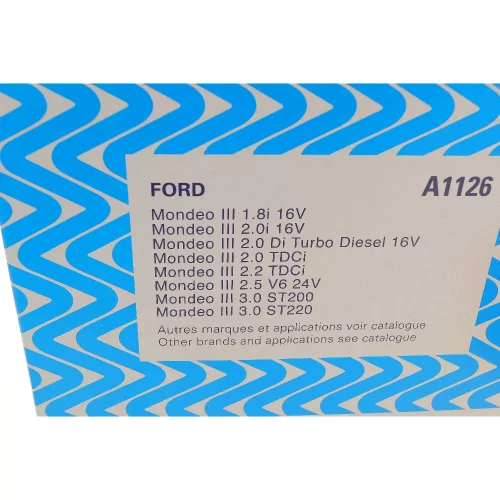 FORD A1126
Mondeo III 1.8i 16V
Mondeo III 2.0i 16V
Mondeo III 2.0 Di Turbo Diesel 16V
Mondeo III 2.0 TDCi
Mondeo III 2.2 TDCi
Mondeo III 2.5 V6 24V
Mondeo III 3.0 ST200
Mondeo III 3.0 ST220
Autres marques et applications voir catalogue
Other brands and applications see catalogue